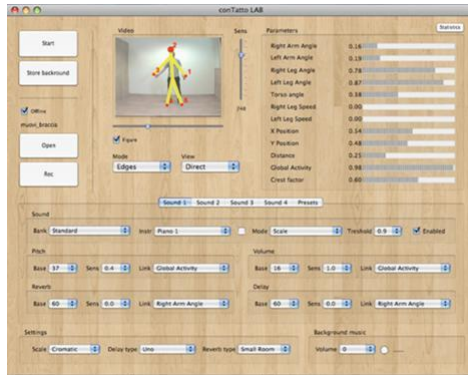 conTatto LAB
Start
Store backround
Offline
Open
Rec
Video
Sens
Figure
Mode
View
Edges
Direct
Parameters
Statistics
Right Arm Angle 0.16
Left Arm Angle 0.19
Right Leg Angle 0.78
Left Leg Angle 0.87
Torso angle 0.38
Right Leg Speed 0.00
Left Leg Speed 0.00
X Position 0.54
Y Position 0.48
Distance 0.25
Global Activity 0.98
Crest factor 0.60
Sound 1 Sound 2 Sound 3 Sound 4 Presets
Sound
Bank Standard Instr Piano 1 Mode Scale Treshold 0.9 Enabled
Pitch
Base 37 Sens 0.4 Link Global Activity
Volume
Base 16 Sens 1.0 Link Global Activity
Reverb
Base 60 Sens 0.0 Link Right Arm Angle
Delay
Base 60 Sens 0.0 Link Right Arm Angle
Settings
Scale Cromatic Delay type Uno Reverb type Small Room
Background music
Volume 0